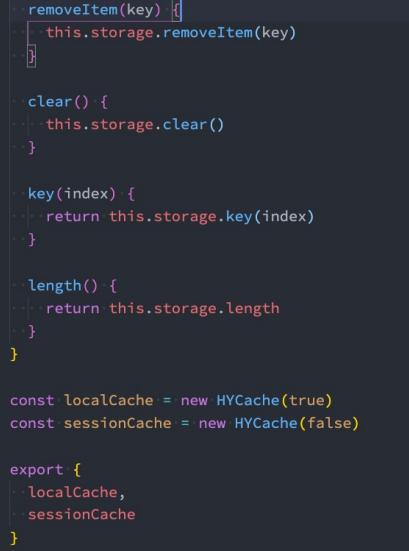 removeItem(key) {
this.storage.removeItem(key)
}
clear() {
this.storage.clear()
}
key(index) {
return this.storage.key(index)
}
length() {
return this.storage.length
}
}
const localCache = new HYCache(true)
const sessionCache = new HYCache(false)
export {
localCache,
sessionCache
}